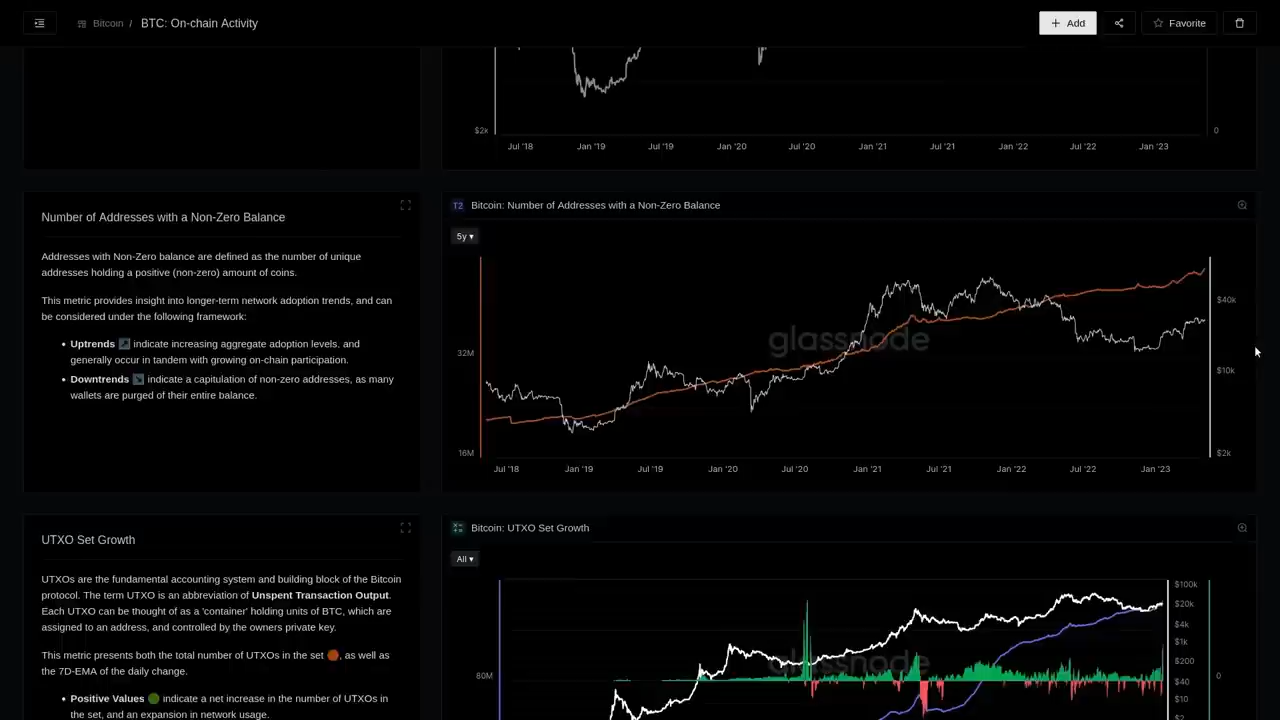 Bitcoin / BTC: On-chain Activity
Add
Favorite
$2k
0
Jul '18 Jan '19 Jul '19 Jan '20 Jul '20 Jan '21 Jul '21 Jan '22 Jul '22 Jan '23
Number of Addresses with a Non-Zero Balance
Addresses with Non-Zero balance are defined as the number of unique
addresses holding a positive (non-zero) amount of coins.
This metric provides insight into longer-term network adoption trends, and can
be considered under the following framework:
• Uptrends ↗ indicate increasing aggregate adoption levels, and
generally occur in tandem with growing on-chain participation.
• Downtrends ↘ indicate a capitulation of non-zero addresses, as many
wallets are purged of their entire balance.
T2 Bitcoin: Number of Addresses with a Non-Zero Balance
5y ▾
glassnode
$40k
32M
$10k
16M
$2k
Jul '18 Jan '19 Jul '19 Jan '20 Jul '20 Jan '21 Jul '21 Jan '22 Jul '22 Jan '23
UTXO Set Growth
UTXOs are the fundamental accounting system and building block of the Bitcoin
protocol. The term UTXO is an abbreviation of Unspent Transaction Output.
Each UTXO can be thought of as a 'container' holding units of BTC, which are
assigned to an address, and controlled by the owners private key.
This metric presents both the total number of UTXOs in the set 🟠, as well as
the 7D-EMA of the daily change.
• Positive Values 🟢 indicate a net increase in the number of UTXOs in
the set, and an expansion in network usage.
Bitcoin: UTXO Set Growth
All ▾
glassnode
$100k
$20k
$4k
$1k
$200
80M
0
$40
$10
$2